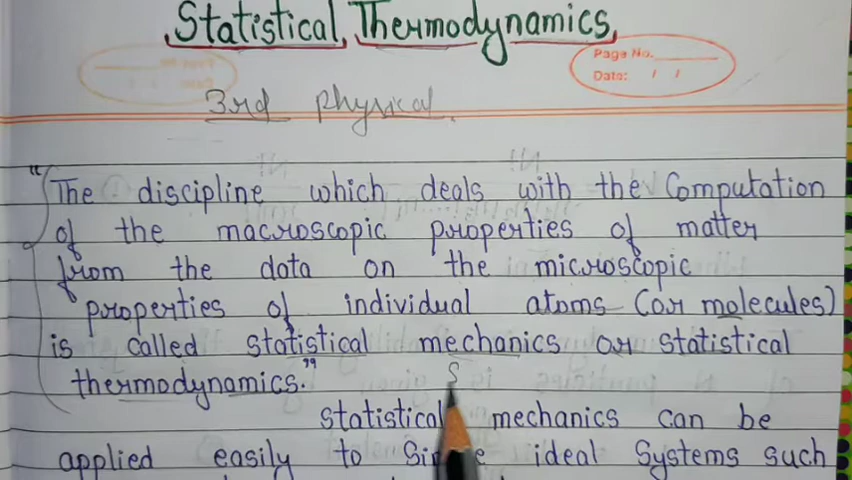 Statistical Thermodynamics
Page No.
Date: / /
3rd physical
"The discipline which deals with the Computation
of the macroscopic properties of matter
from the data on the microscopic
properties of individual atoms (or molecules)
is called statistical mechanics or statistical
thermodynamics."
statistical mechanics can be
applied easily to ideal Systems such